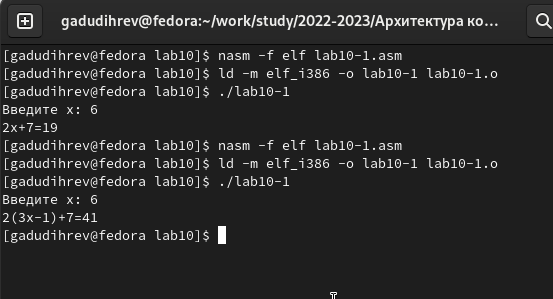 gadudihrev@fedora:~/work/study/2022-2023/Архитектура ко...
[gadudihrev@fedora lab10]$ nasm -f elf lab10-1.asm
[gadudihrev@fedora lab10]$ ld -m elf_i386 -o lab10-1 lab10-1.o
[gadudihrev@fedora lab10]$ ./lab10-1
Введите x: 6
2x+7=19
[gadudihrev@fedora lab10]$ nasm -f elf lab10-1.asm
[gadudihrev@fedora lab10]$ ld -m elf_i386 -o lab10-1 lab10-1.o
[gadudihrev@fedora lab10]$ ./lab10-1
Введите x: 6
2(3x-1)+7=41
[gadudihrev@fedora lab10]$